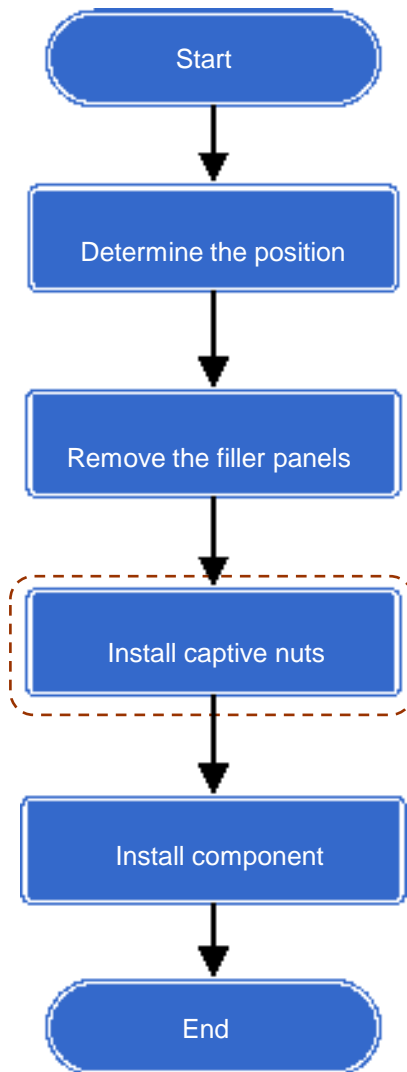 Start
Determine the position
Remove the filler panels
Install captive nuts
Install component
End